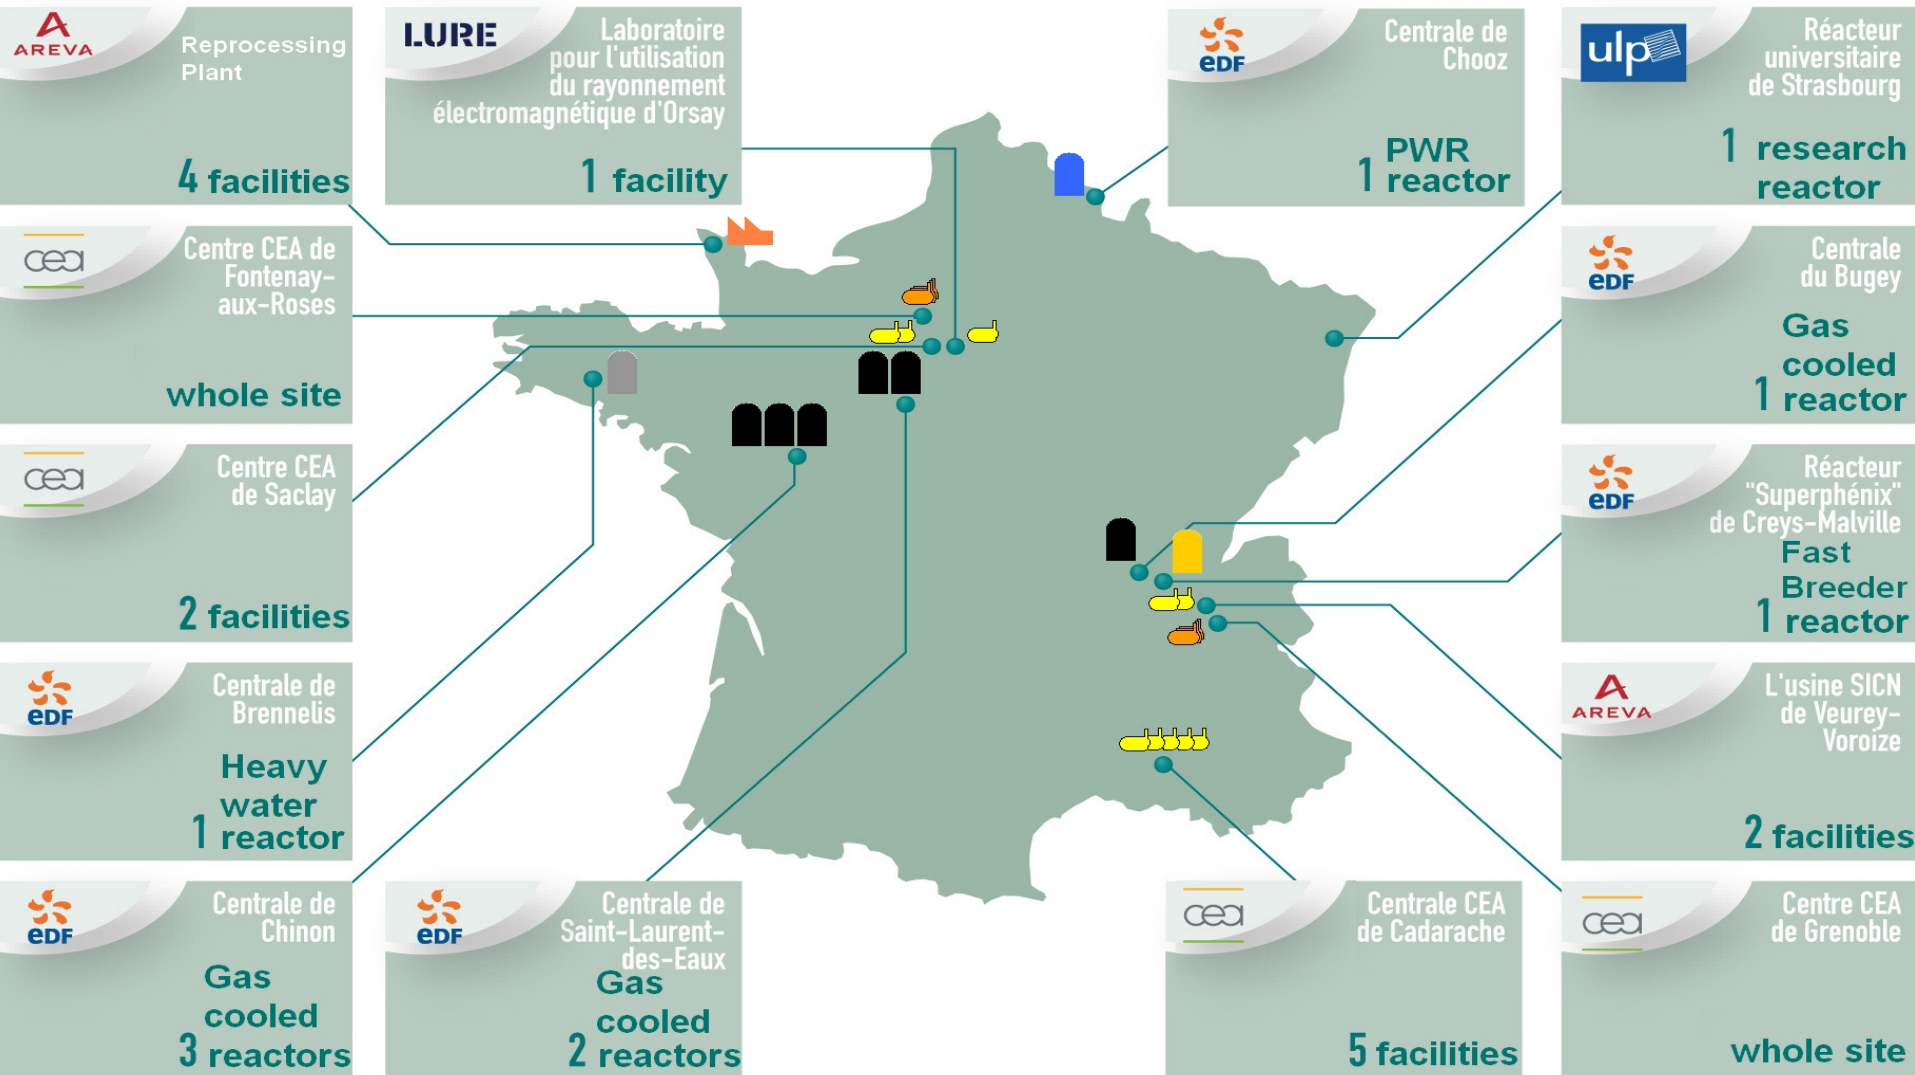 AREVA
Reprocessing
Plant
4 facilities
LURE
Laboratoire
pour l'utilisation
du rayonnement
électromagnétique d'Orsay
1 facility
eDF
Centrale de
Chooz
PWR
1 reactor
ulp
Réacteur
universitaire
de Strasbourg
1 research
reactor
cea
Centre CEA de
Fontenay-
aux-Roses
whole site
eDF
Centrale
du Bugey
Gas
cooled
1 reactor
cea
Centre CEA
de Saclay
2 facilities
eDF
Réacteur
"Superphénix"
de Creys-Malville
Fast
Breeder
1 reactor
eDF
Centrale de
Brennelis
Heavy
water
1 reactor
AREVA
L'usine SICN
de Veurey-
Voroize
2 facilities
eDF
Centrale de
Chinon
Gas
cooled
3 reactors
eDF
Centrale de
Saint-Laurent-
des-Eaux
Gas
cooled
2 reactors
cea
Centrale CEA
de Cadarache
5 facilities
cea
Centre CEA
de Grenoble
whole site